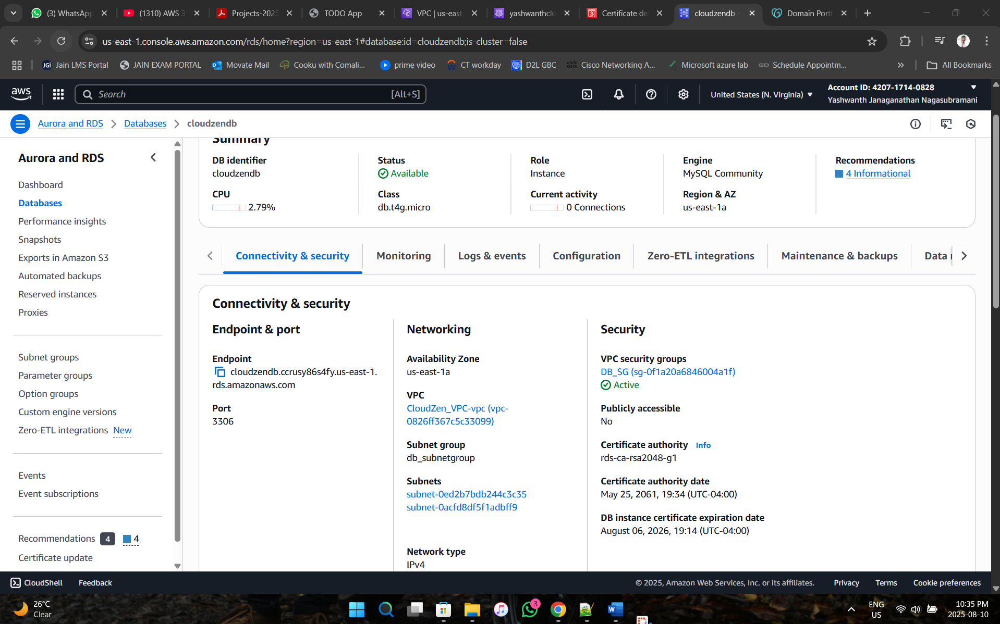 (3) WhatsApp
(1310) AWS 3
Projects-2025
TODO App
VPC | us-east
yashwanthclo
Certificate de
cloudzendb -
Domain Portf
us-east-1.console.aws.amazon.com/rds/home?region=us-east-1#database:id=cloudzendb;is-cluster=false
JGi Jain LMS Portal
JAIN EXAM PORTAL
Movate Mail
Cooku with Comali...
prime video
CT workday
D2L GBC
Cisco Networking A...
Microsoft azure lab
GD Schedule Appointm...
All Bookmarks
aws
Search
[Alt+S]
United States (N. Virginia)
Account ID: 4207-1714-0828
Yashwanth Janaganathan Nagasubramani
Aurora and RDS
Databases
cloudzendb
Aurora and RDS
Dashboard
Databases
Performance insights
Snapshots
Exports in Amazon S3
Automated backups
Reserved instances
Proxies
Subnet groups
Parameter groups
Option groups
Custom engine versions
Zero-ETL integrations New
Events
Event subscriptions
Recommendations 4 4
Certificate update
Summary
DB identifier
cloudzendb
CPU
2.79%
Status
Available
Class
db.t4g.micro
Role
Instance
Current activity
0 Connections
Engine
MySQL Community
Region & AZ
us-east-1a
Recommendations
4 Informational
Connectivity & security
Monitoring
Logs & events
Configuration
Zero-ETL integrations
Maintenance & backups
Data
Connectivity & security
Endpoint & port
Endpoint
cloudzendb.ccrusy86s4fy.us-east-1.
rds.amazonaws.com
Port
3306
Networking
Availability Zone
us-east-1a
VPC
CloudZen_VPC-vpc (vpc-
0826ff367c5c33099)
Subnet group
db_subnetgroup
Subnets
subnet-0ed2b7bdb244c3c35
subnet-0acfd8df5f1adbff9
Network type
IPv4
Security
VPC security groups
DB_SG (sg-0f1a20a6846004a1f)
Active
Publicly accessible
No
Certificate authority Info
rds-ca-rsa2048-g1
Certificate authority date
May 25, 2061, 19:34 (UTC-04:00)
DB instance certificate expiration date
August 06, 2026, 19:14 (UTC-04:00)
CloudShell
Feedback
© 2025, Amazon Web Services, Inc. or its affiliates.
Privacy
Terms
Cookie preferences
26°C
Clear
3
ENG
US
10:35 PM
2025-08-10